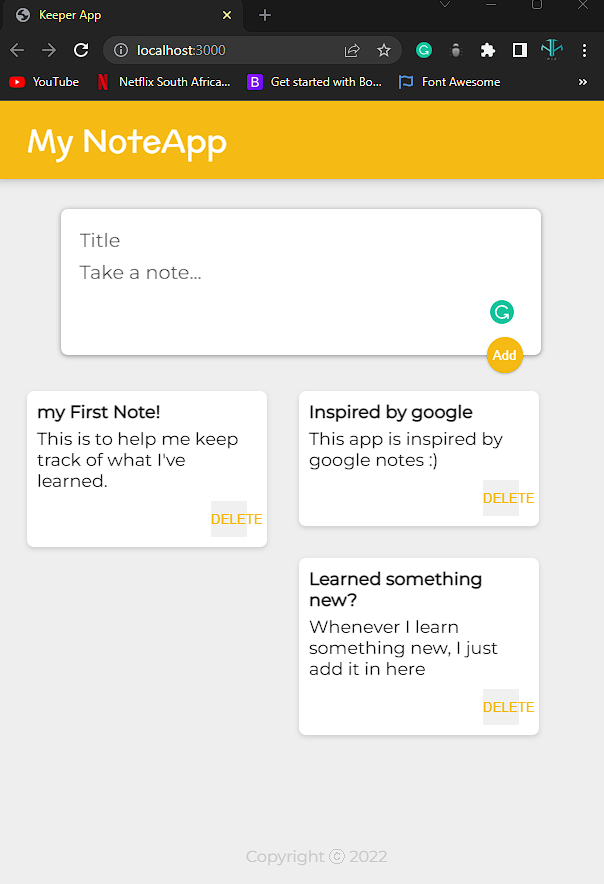 Keeper App
localhost:3000
YouTube
Netflix South Africa...
B
Get started with Bo...
Font Awesome
»
My NoteApp
Title
Take a note...
Add
my First Note!
This is to help me keep
track of what I've
learned.
DELETE
Inspired by google
This app is inspired by
google notes :)
DELETE
Learned something
new?
Whenever I learn
something new, I just
add it in here
DELETE
Copyright ⓒ 2022